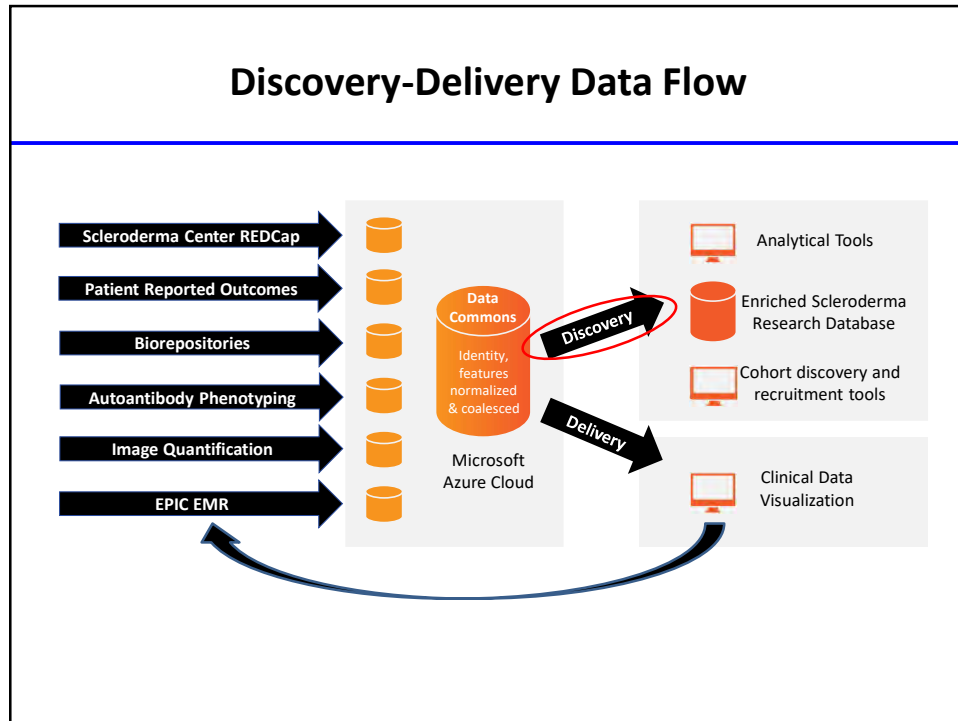 Discovery-Delivery Data Flow
Scleroderma Center REDCap
Patient Reported Outcomes
Biorepositories
Autoantibody Phenotyping
Image Quantification
EPIC EMR
Data
Commons
Identity,
features
normalized
& coalesced
Microsoft
Azure Cloud
Discovery
Delivery
Analytical Tools
Enriched Scleroderma
Research Database
Cohort discovery and
recruitment tools
Clinical Data
Visualization